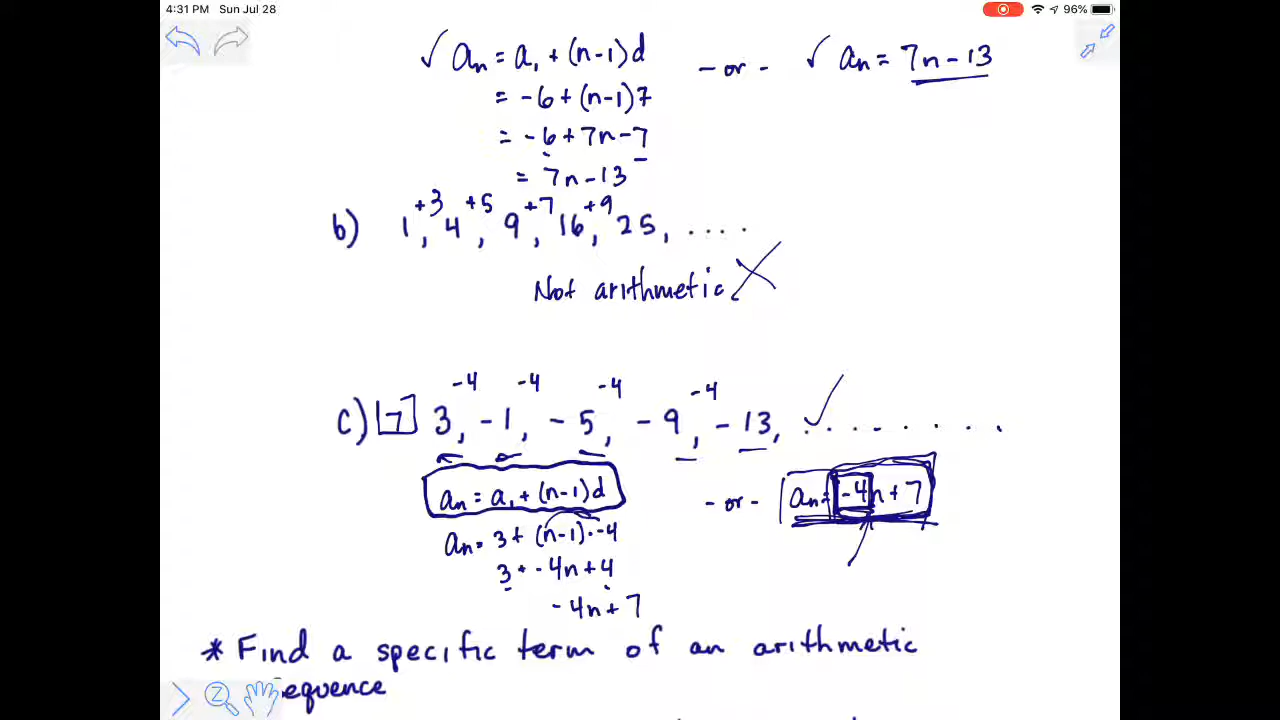 4:31 PM Sun Jul 28 96%
✓ aₙ = a₁ + (n-1)d -or- ✓ aₙ = 7n-13
= -6 + (n-1)7
= -6 + 7n - 7
= 7n - 13
+3 +5 +7 +9
b) 1, 4, 9, 16, 25, ....
Not arithmetic. X
-4 -4 -4 -4
c) [7] 3, -1, -5, -9, -13, ✓ ........
aₙ = a₁ + (n-1)d -or- aₙ = -4n + 7
aₙ = 3 + (n-1)·-4
3 + -4n + 4
-4n + 7
* Find a specific term of an arithmetic
equence